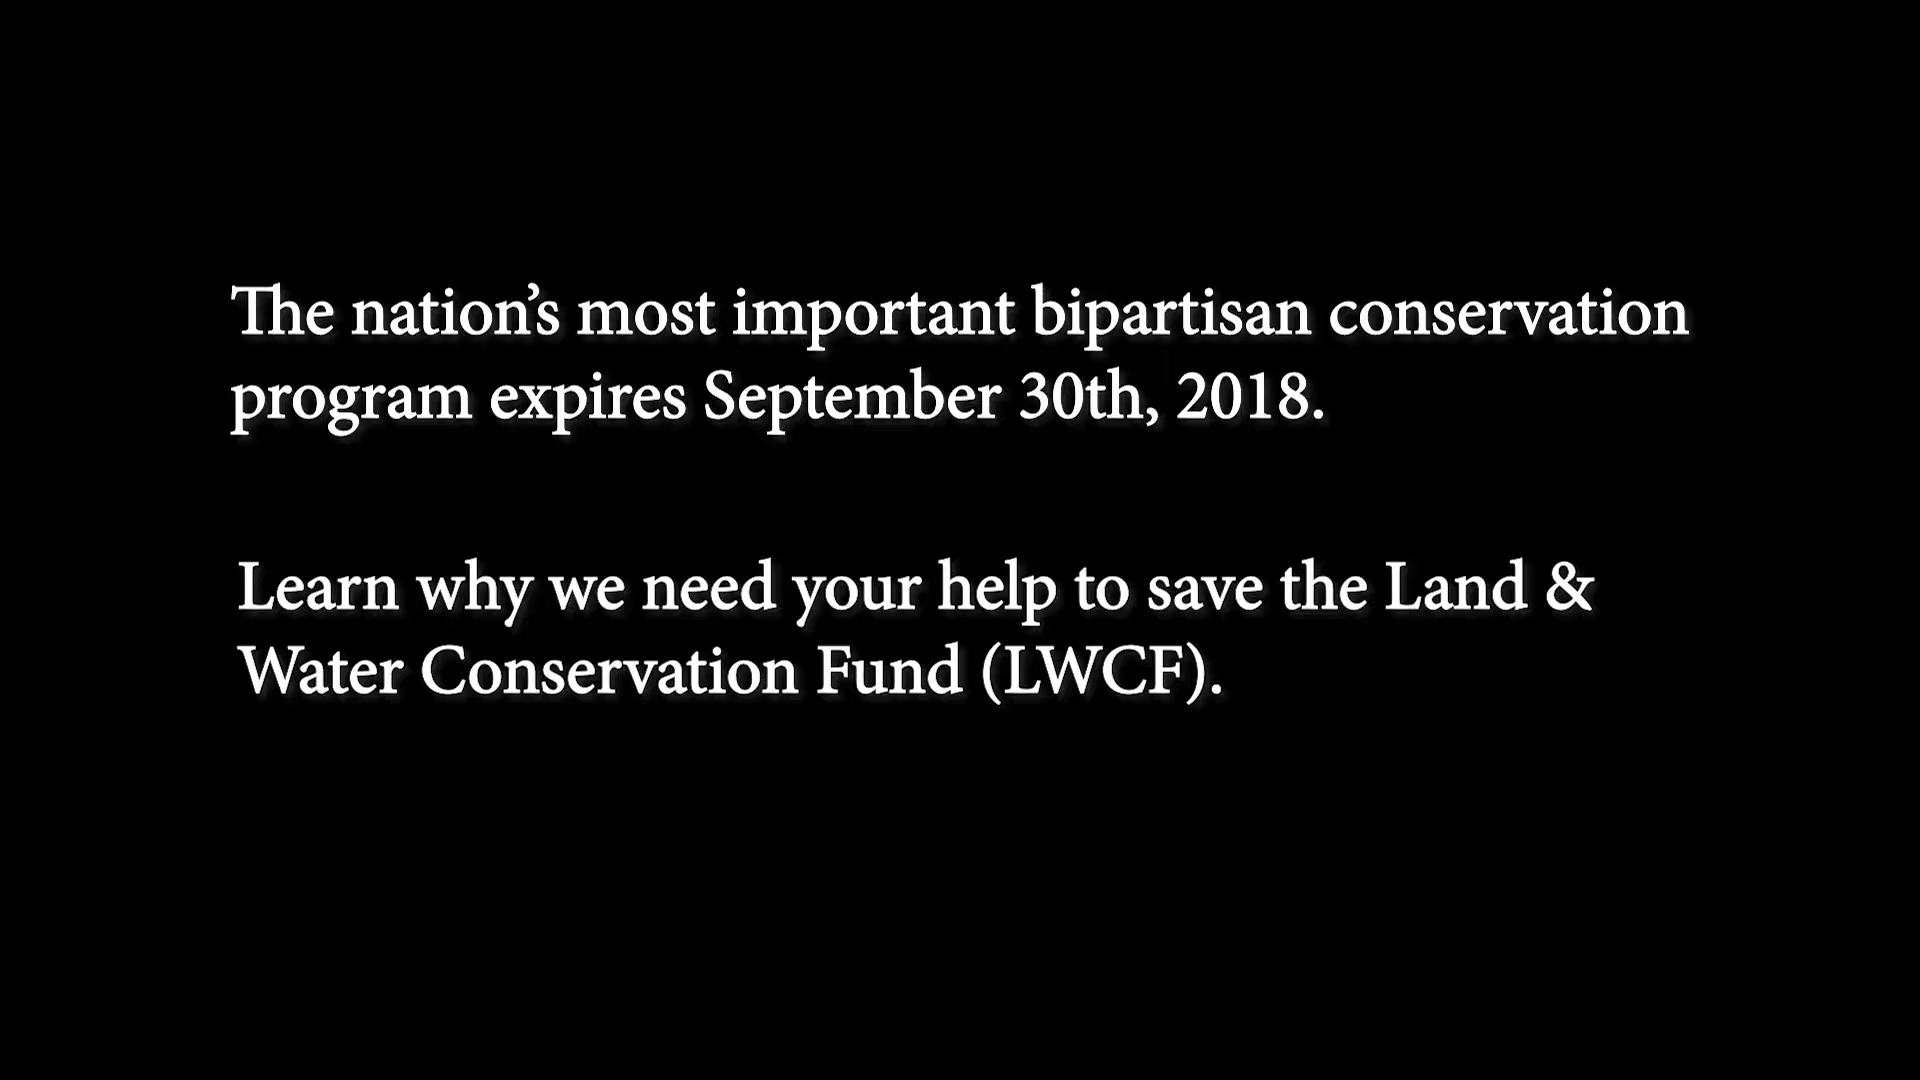 The nation’s most important bipartisan conservation
program expires September 30th, 2018.
Learn why we need your help to save the Land &
Water Conservation Fund (LWCF).